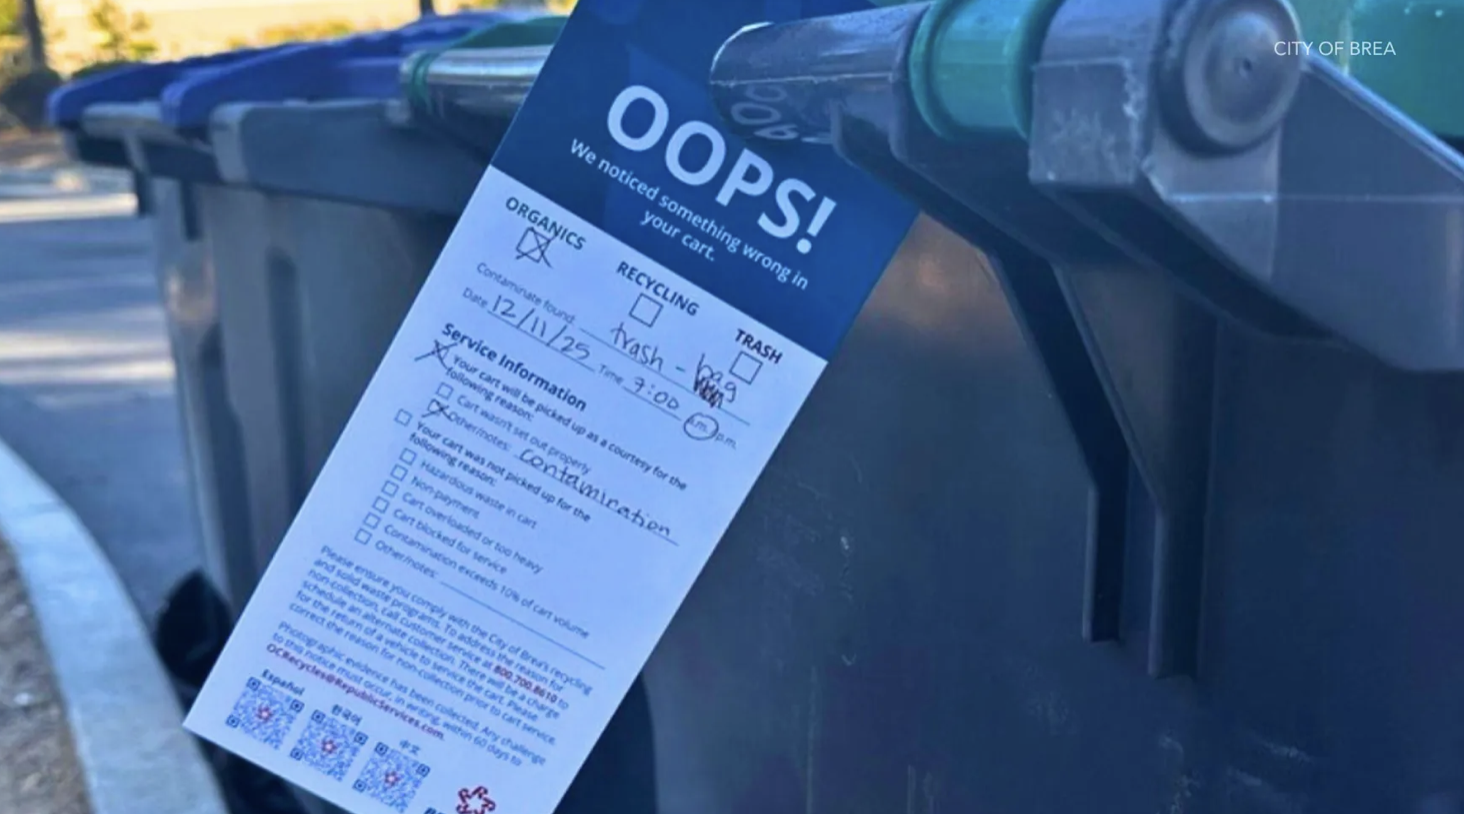 CITY OF BREA
OOPS!
We noticed something wrong in
your cart.
ORGANICS
RECYCLING
TRASH
Contaminate found: trash - bag
Date 12/11/25 Time 7:00 a.m. p.m.
Service Information
Your cart will be picked up as a courtesy for the
following reason:
Cart wasn't set out properly
Other/notes: contamination
Your cart was not picked up for the
following reason:
Hazardous waste in cart
Non-payment
Cart overloaded or too heavy
Cart blocked for service
Contamination exceeds 10% of cart volume
Other/notes:
Please ensure you comply with the City of Brea's recycling
and solid waste programs. To address the reason for
non-collection, call customer service at 800.700.8610 to
schedule an alternate collection. There may be a charge
for the return of a vehicle to service the cart. Please
correct the reason for non-collection prior to cart service.
Photographic evidence has been collected. Any challenge
to this notice must occur, in writing, within 60 days to
OCRecycles@RepublicServices.com.
Español
한국어
中文